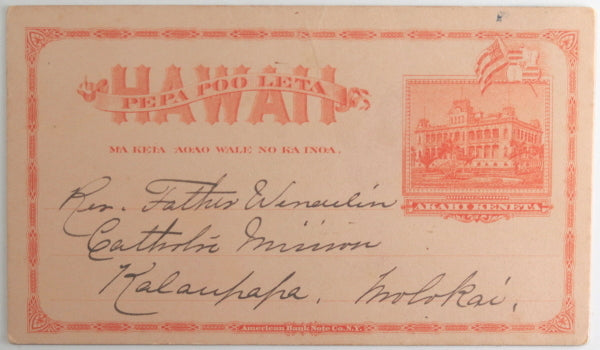 HAWAII
PEPA POO LETA
MA KEIA AOAO WALE NO KA INOA.
AKAHI KENETA
Rev. Father Wendelin
Catholic Mission
Kalaupapa, Molokai.
American Bank Note Co. N.Y.